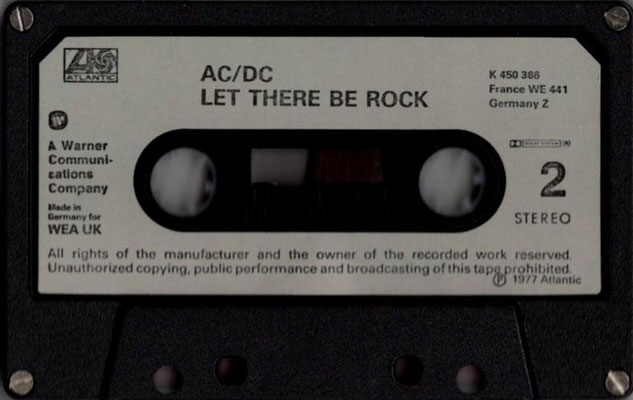 ATLANTIC
AC/DC
LET THERE BE ROCK
K 450 366
France WE 441
Germany Z
A Warner
Communi-
cations
Company
Made in
Germany for
WEA UK
2
STEREO
All rights of the manufacturer and the owner of the recorded work reserved.
Unauthorized copying, public performance and broadcasting of this tape prohibited.
℗ 1977 Atlantic